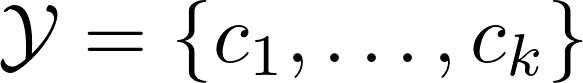 𝒴 = {c₁, . . . , cₖ}